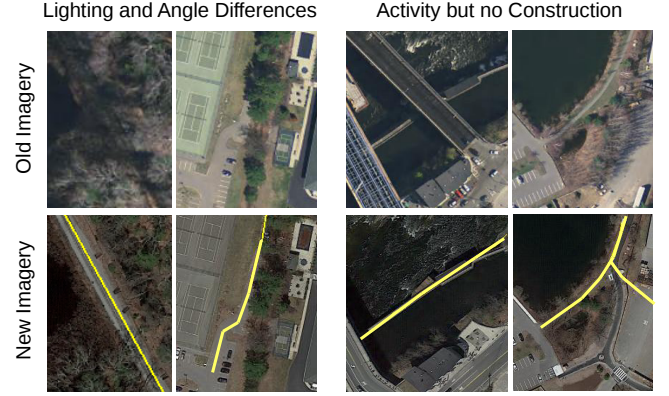 Lighting and Angle Differences
Activity but no Construction
Old Imagery
New Imagery